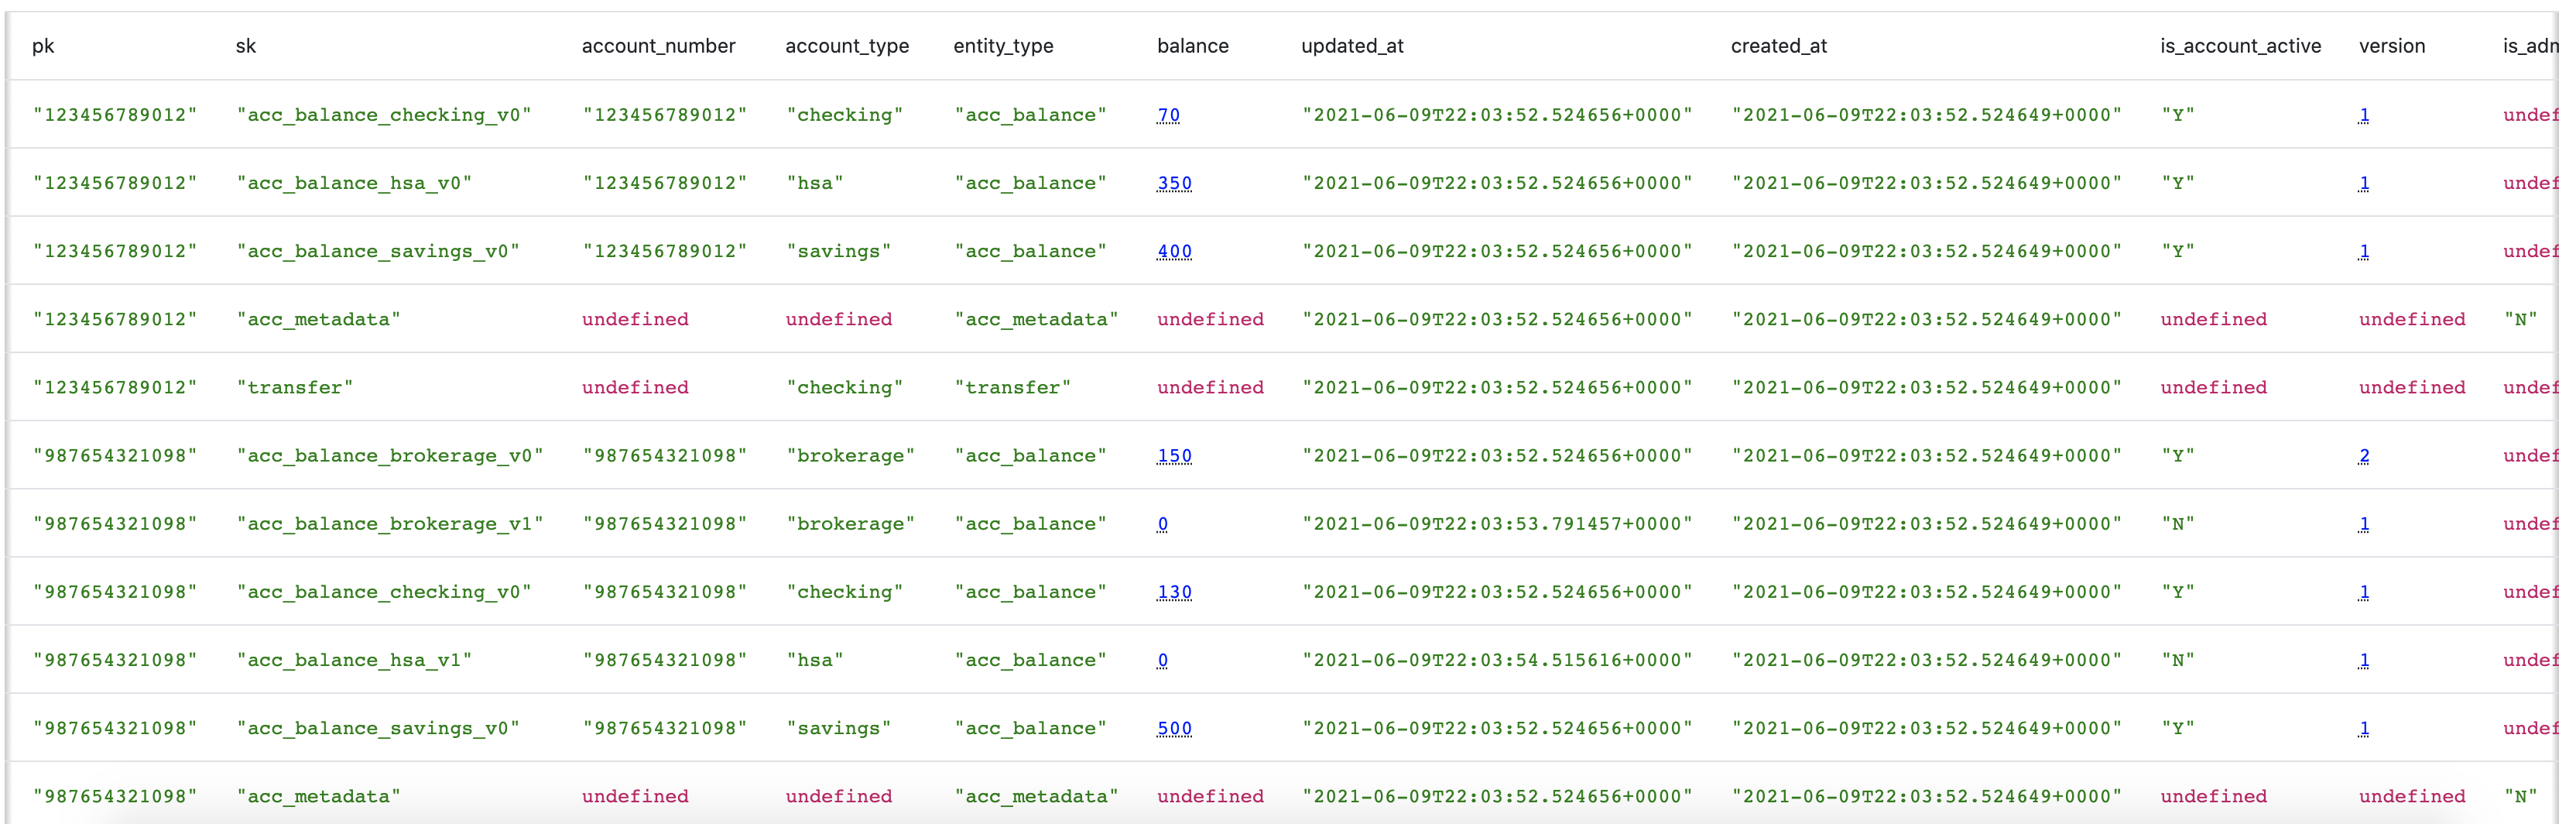 pk sk account_number account_type entity_type balance updated_at created_at is_account_active version is_adm
"123456789012" "acc_balance_checking_v0" "123456789012" "checking" "acc_balance" 70 "2021-06-09T22:03:52.524656+0000" "2021-06-09T22:03:52.524649+0000" "Y" 1 undef
"123456789012" "acc_balance_hsa_v0" "123456789012" "hsa" "acc_balance" 350 "2021-06-09T22:03:52.524656+0000" "2021-06-09T22:03:52.524649+0000" "Y" 1 undef
"123456789012" "acc_balance_savings_v0" "123456789012" "savings" "acc_balance" 400 "2021-06-09T22:03:52.524656+0000" "2021-06-09T22:03:52.524649+0000" "Y" 1 undef
"123456789012" "acc_metadata" undefined undefined "acc_metadata" undefined "2021-06-09T22:03:52.524656+0000" "2021-06-09T22:03:52.524649+0000" undefined undefined "N"
"123456789012" "transfer" undefined "checking" "transfer" undefined "2021-06-09T22:03:52.524656+0000" "2021-06-09T22:03:52.524649+0000" undefined undefined undef
"987654321098" "acc_balance_brokerage_v0" "987654321098" "brokerage" "acc_balance" 150 "2021-06-09T22:03:52.524656+0000" "2021-06-09T22:03:52.524649+0000" "Y" 2 undef
"987654321098" "acc_balance_brokerage_v1" "987654321098" "brokerage" "acc_balance" 0 "2021-06-09T22:03:53.791457+0000" "2021-06-09T22:03:52.524649+0000" "N" 1 undef
"987654321098" "acc_balance_checking_v0" "987654321098" "checking" "acc_balance" 130 "2021-06-09T22:03:52.524656+0000" "2021-06-09T22:03:52.524649+0000" "Y" 1 undef
"987654321098" "acc_balance_hsa_v1" "987654321098" "hsa" "acc_balance" 0 "2021-06-09T22:03:54.515616+0000" "2021-06-09T22:03:52.524649+0000" "N" 1 undef
"987654321098" "acc_balance_savings_v0" "987654321098" "savings" "acc_balance" 500 "2021-06-09T22:03:52.524656+0000" "2021-06-09T22:03:52.524649+0000" "Y" 1 undef
"987654321098" "acc_metadata" undefined undefined "acc_metadata" undefined "2021-06-09T22:03:52.524656+0000" "2021-06-09T22:03:52.524649+0000" undefined undefined "N"